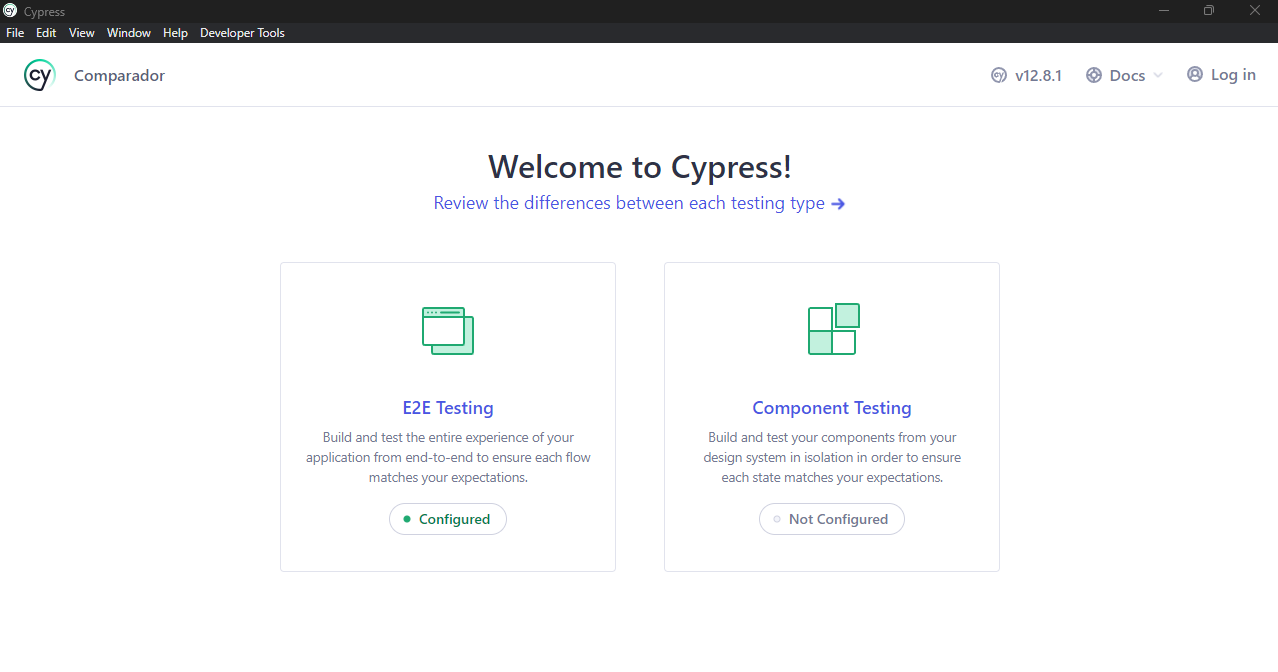 Cypress
File Edit View Window Help Developer Tools
cy Comparador v12.8.1 Docs Log in
Welcome to Cypress!
Review the differences between each testing type →
E2E Testing
Build and test the entire experience of your
application from end-to-end to ensure each flow
matches your expectations.
Configured
Component Testing
Build and test your components from your
design system in isolation in order to ensure
each state matches your expectations.
Not Configured